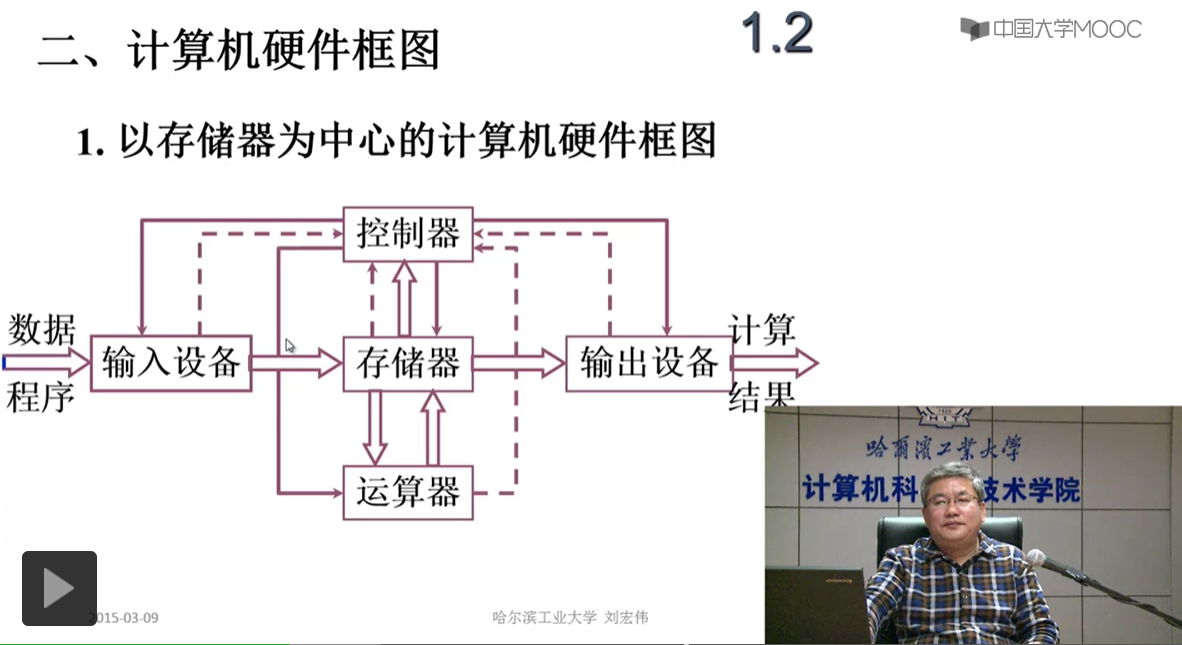 二、计算机硬件框图
1.2
中国大学MOOC
1. 以存储器为中心的计算机硬件框图
控制器
数据
程序
输入设备
存储器
输出设备
计算
结果
运算器
哈爾濱工業大學
计算机科 技术学院
2015-03-09
哈尔滨工业大学 刘宏伟